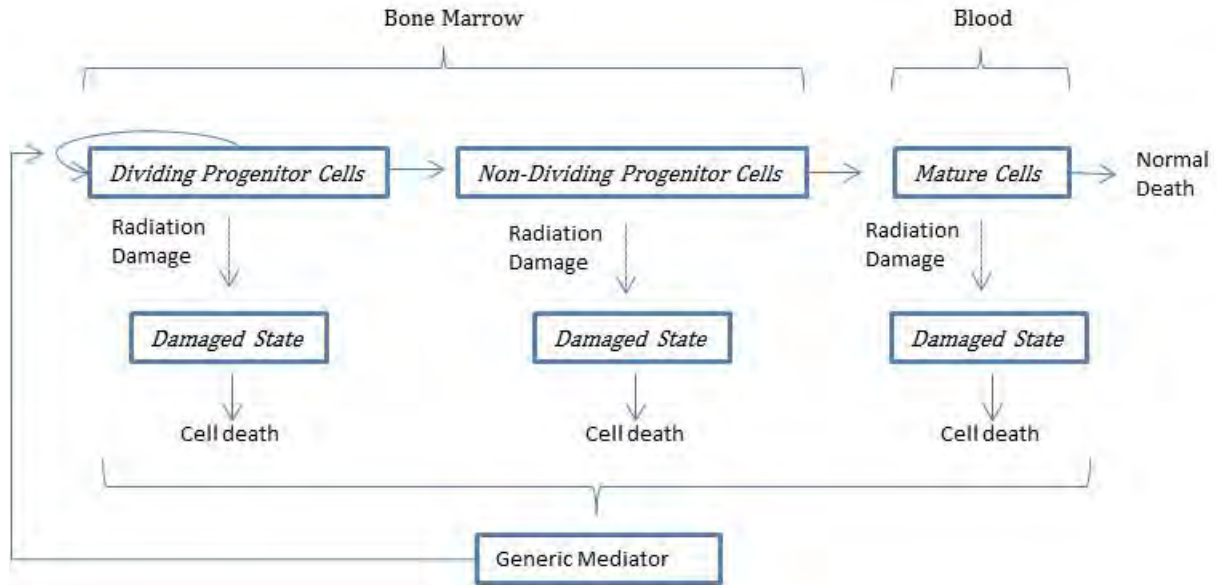 Bone Marrow
Blood
Dividing Progenitor Cells
Non-Dividing Progenitor Cells
Mature Cells
Normal
Death
Radiation
Damage
Radiation
Damage
Radiation
Damage
Damaged State
Damaged State
Damaged State
Cell death
Cell death
Cell death
Generic Mediator